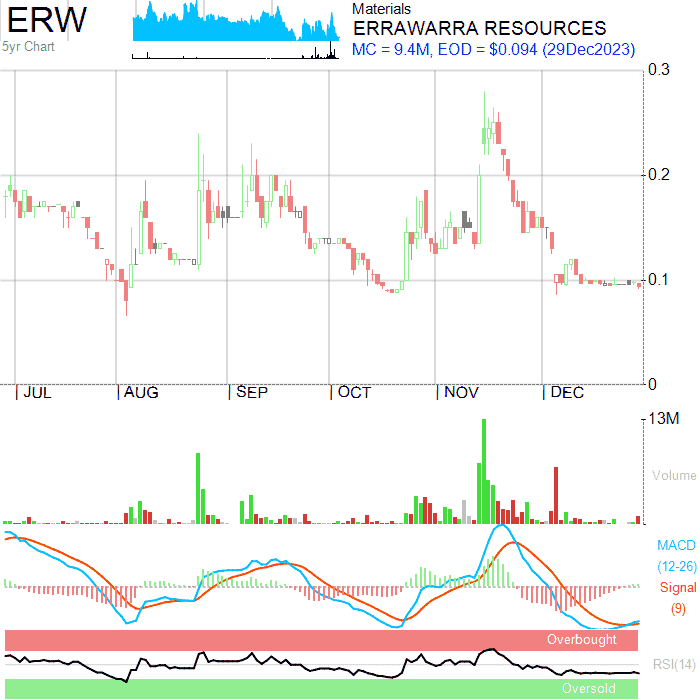 ERW
5yr Chart
Materials
ERRAWARRA RESOURCES
MC = 9.4M, EOD = $0.094 (29Dec2023)
0.3
0.2
0.1
0
JUL
AUG
SEP
OCT
NOV
DEC
13M
Volume
MACD
(12-26)
Signal
(9)
Overbought
RSI(14)
Oversold